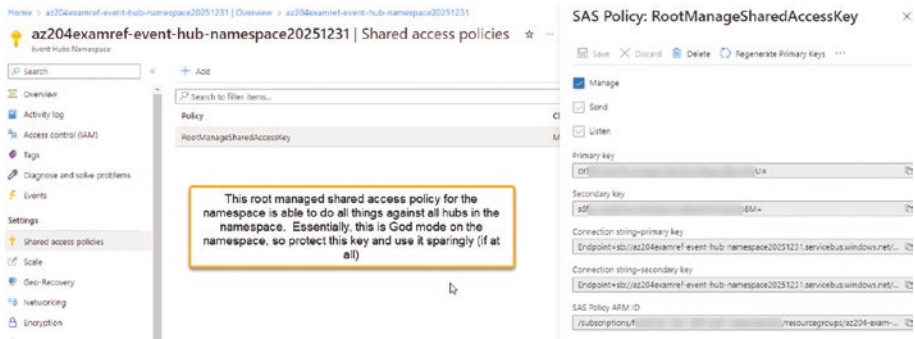 Home > az204examref-event-hub-namespace20251231 | Overview > az204examref-event-hub-namespace20251231
az204examref-event-hub-namespace20251231 | Shared access policies
Event Hubs Namespace
Search
Overview
Activity log
Access control (IAM)
Tags
Diagnose and solve problems
Events
Settings
Shared access policies
Scale
Geo-Recovery
Networking
Encryption
+ Add
Search to filter items...
Policy
RootManageSharedAccessKey
This root managed shared access policy for the
namespace is able to do all things against all hubs in the
namespace. Essentially, this is God mode on the
namespace, so protect this key and use it sparingly (if at
all)
SAS Policy: RootManageSharedAccessKey
Save Discard Delete Regenerate Primary Keys ...
Manage
Send
Listen
Primary key
Secondary key
Connection string–primary key
Endpoint=sb://az204examref-event-hub-namespace20251231.servicebus.windows.net/...
Connection string–secondary key
Endpoint=sb://az204examref-event-hub-namespace20251231.servicebus.windows.net/...
SAS Policy ARM ID
/resourcegroups/az204-exam-...